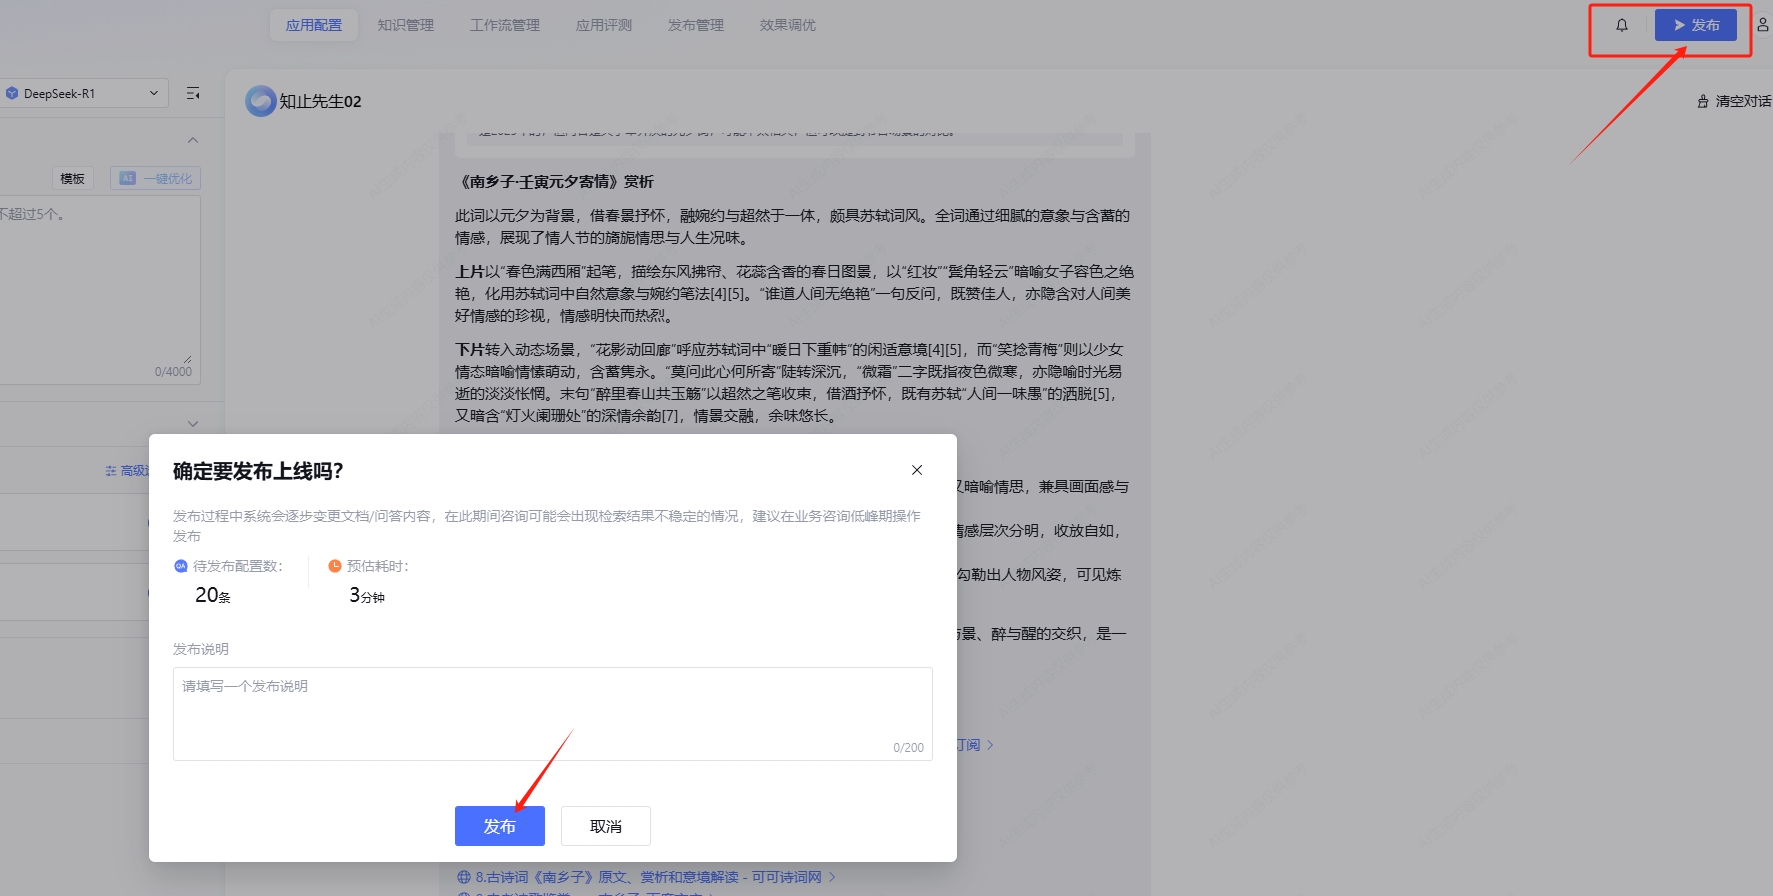 应用配置 知识管理 工作流管理 应用评测 发布管理 效果调优
发布
DeepSeek-R1
知止先生02
清空对话
模板
AI 一键优化
不超过5个。
0/4000
高级
《南乡子·壬寅元夕寄情》赏析
此词以元夕为背景，借春景抒怀，融婉约与超然于一体，颇具苏轼词风。全词通过细腻的意象与含蓄的
情感，展现了情人节的旖旎情思与人生况味。
上片以“春色满西厢”起笔，描绘东风拂帘、花蕊含香的春日图景，以“红妆”“鬓角轻云”暗喻女子容色之绝
艳，化用苏轼词中自然意象与婉约笔法[4][5]。“谁道人间无绝艳”一句反问，既赞佳人，亦隐含对人间美
好情感的珍视，情感明快而热烈。
下片转入动态场景，“花影动回廊”呼应苏轼词中“暖日下重帏”的闲适意境[4][5]，而“笑捻青梅”则以少女
情态暗喻情愫萌动，含蓄隽永。“莫问此心何所寄”陡转深沉，“微霜”二字既指夜色微寒，亦隐喻时光易
逝的淡淡怅惘。末句“醉里春山共玉觞”以超然之笔收束，借酒抒怀，既有苏轼“人间一味愚”的洒脱[5]，
又暗含“灯火阑珊处”的深情余韵[7]，情景交融，余味悠长。
又暗喻情思，兼具画面感与
情感层次分明，收放自如，
勾勒出人物风姿，可见炼
与景、醉与醒的交织，是一
订阅
确定要发布上线吗？
发布过程中系统会逐步变更文档/问答内容，在此期间咨询可能会出现检索结果不稳定的情况，建议在业务咨询低峰期操作
发布
待发布配置数： 预估耗时：
20条 3分钟
发布说明
请填写一个发布说明
0/200
发布 取消
8.古诗词《南乡子》原文、赏析和意境解读 - 可可诗词网